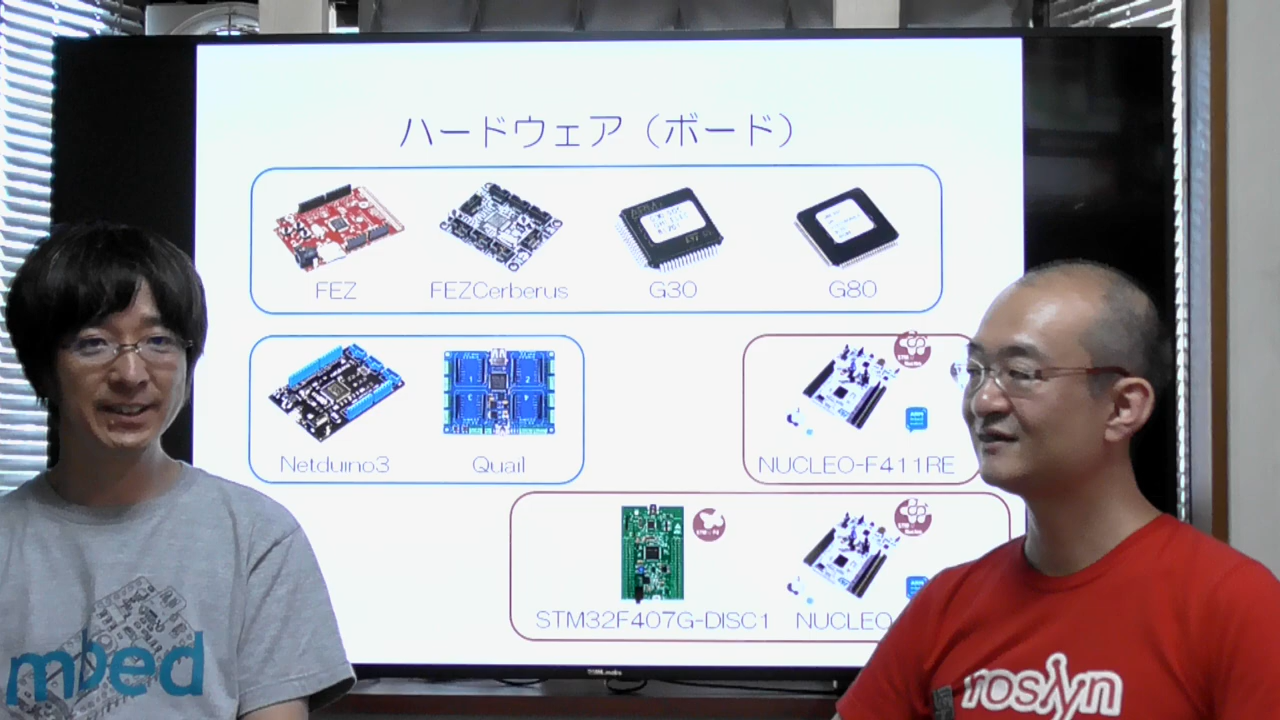 ハードウェア（ボード）
FEZ
FEZCerberus
G30
G80
Netduino3
Quail
NUCLEO-F411RE
STM32F407G-DISC1
NUCLEO
mbed
roslyn